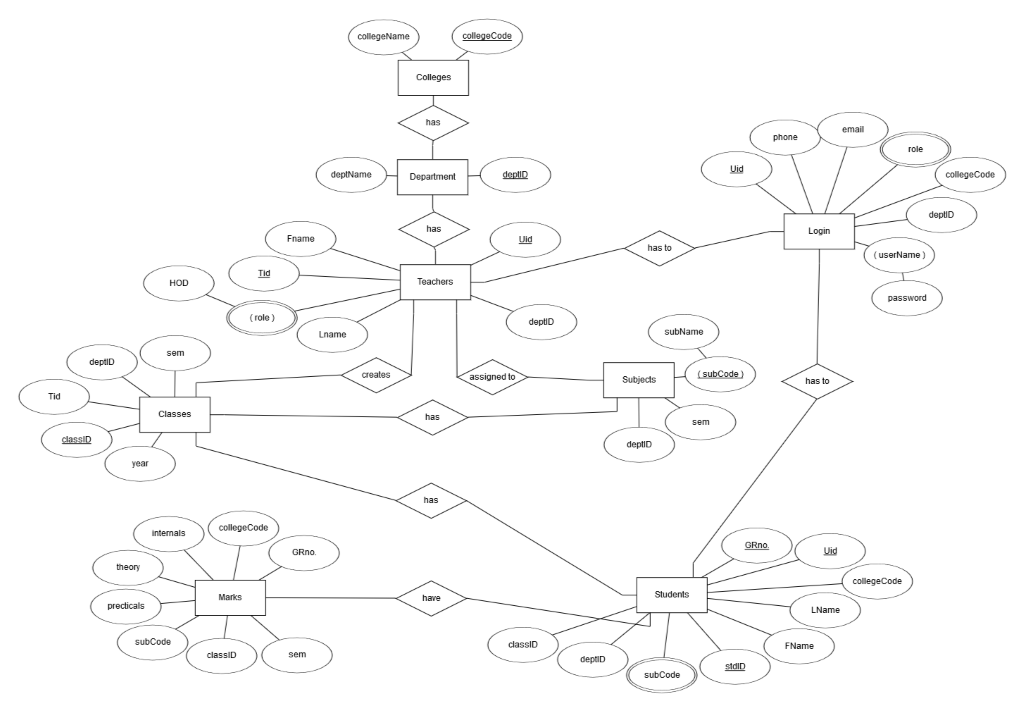 collegeName
collegeCode
Colleges
has
phone
email
role
deptName
Department
deptID
Uid
collegeCode
has
Fname
Uid
deptID
Login
has to
( userName )
HOD
Tid
Teachers
password
( role )
Lname
deptID
subName
sem
deptID
creates
assigned to
Subjects
( subCode )
has to
Tid
Classes
has
sem
classID
deptID
year
has
internals
collegeCode
GRno.
GRno.
Uid
theory
collegeCode
precticals
Marks
have
Students
LName
subCode
classID
sem
classID
deptID
subCode
stdID
FName